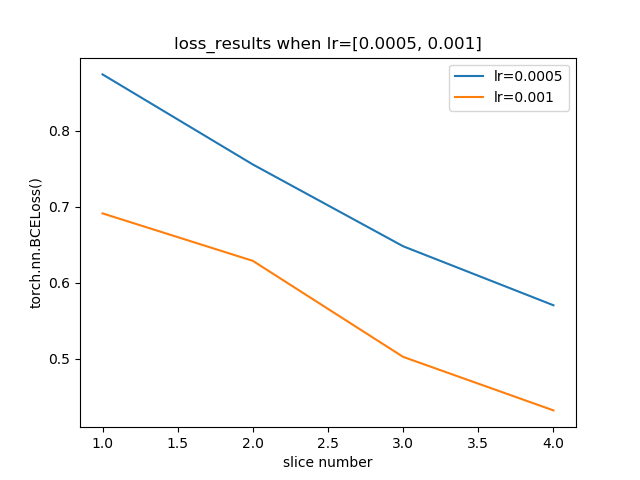 loss_results when lr=[0.0005, 0.001]
lr=0.0005
lr=0.001
torch.nn.BCELoss()
0.8
0.7
0.6
0.5
1.0 1.5 2.0 2.5 3.0 3.5 4.0
slice number